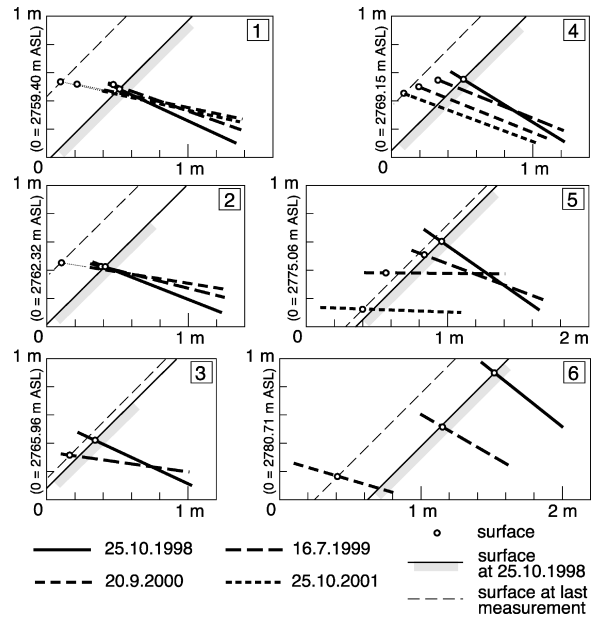 1 m
1
(0 = 2759.40 m ASL)
0
1 m
1 m
4
(0 = 2769.15 m ASL)
0
1 m
1 m
2
(0 = 2762.32 m ASL)
0
1 m
1 m
5
(0 = 2775.06 m ASL)
0
1 m
2 m
1 m
3
(0 = 2765.96 m ASL)
0
1 m
1 m
6
(0 = 2780.71 m ASL)
0
1 m
2 m
25.10.1998
16.7.1999
20.9.2000
25.10.2001
surface
surface
at 25.10.1998
surface at last
measurement